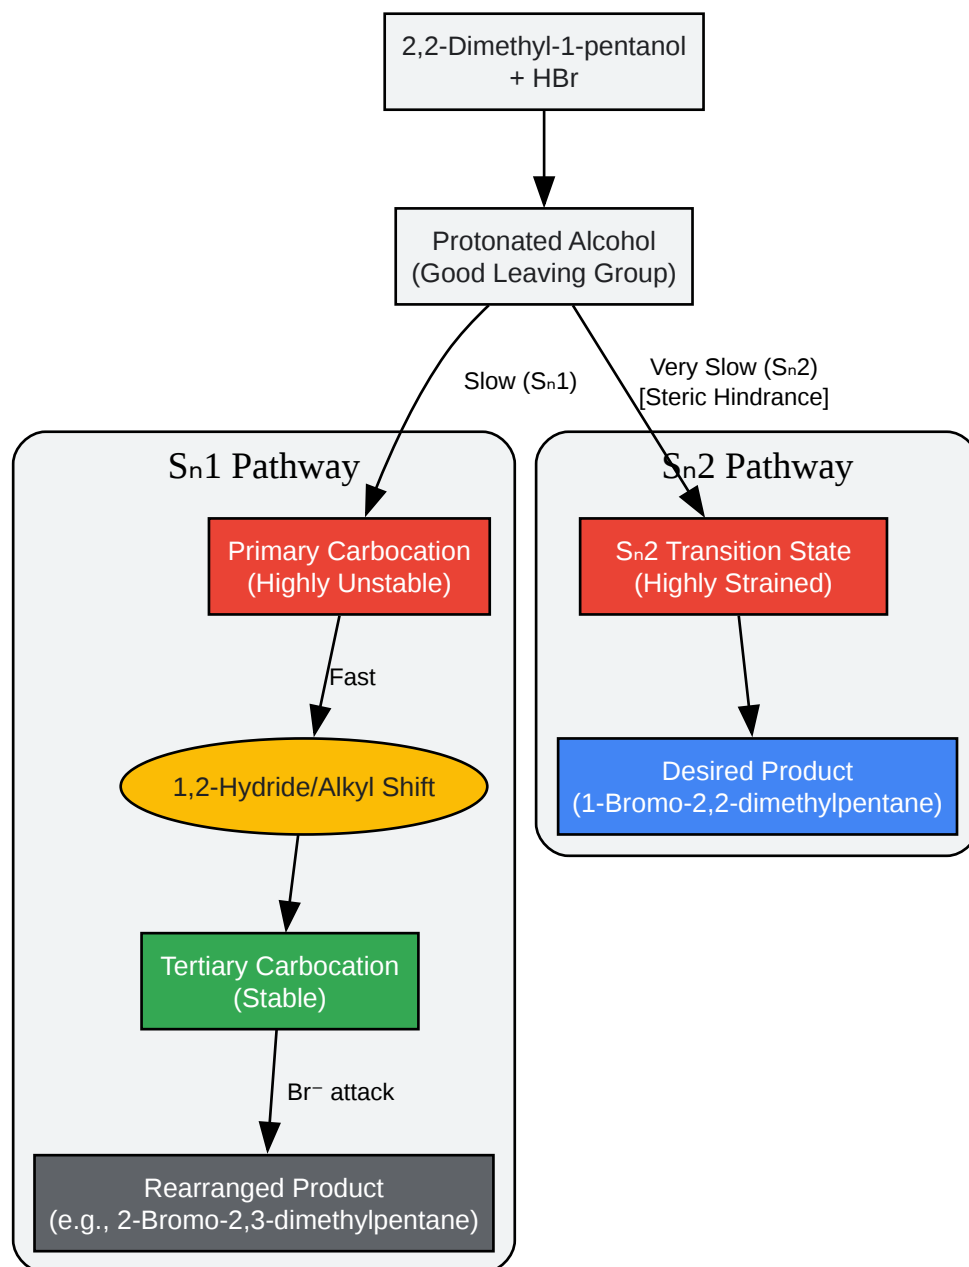 2,2-Dimethyl-1-pentanol
+ HBr
Protonated Alcohol
(Good Leaving Group)
Slow (Sₙ1)
Very Slow (Sₙ2)
[Steric Hindrance]
Sₙ1 Pathway
Primary Carbocation
(Highly Unstable)
Fast
1,2-Hydride/Alkyl Shift
Tertiary Carbocation
(Stable)
Br⁻ attack
Rearranged Product
(e.g., 2-Bromo-2,3-dimethylpentane)
Sₙ2 Pathway
Sₙ2 Transition State
(Highly Strained)
Desired Product
(1-Bromo-2,2-dimethylpentane)